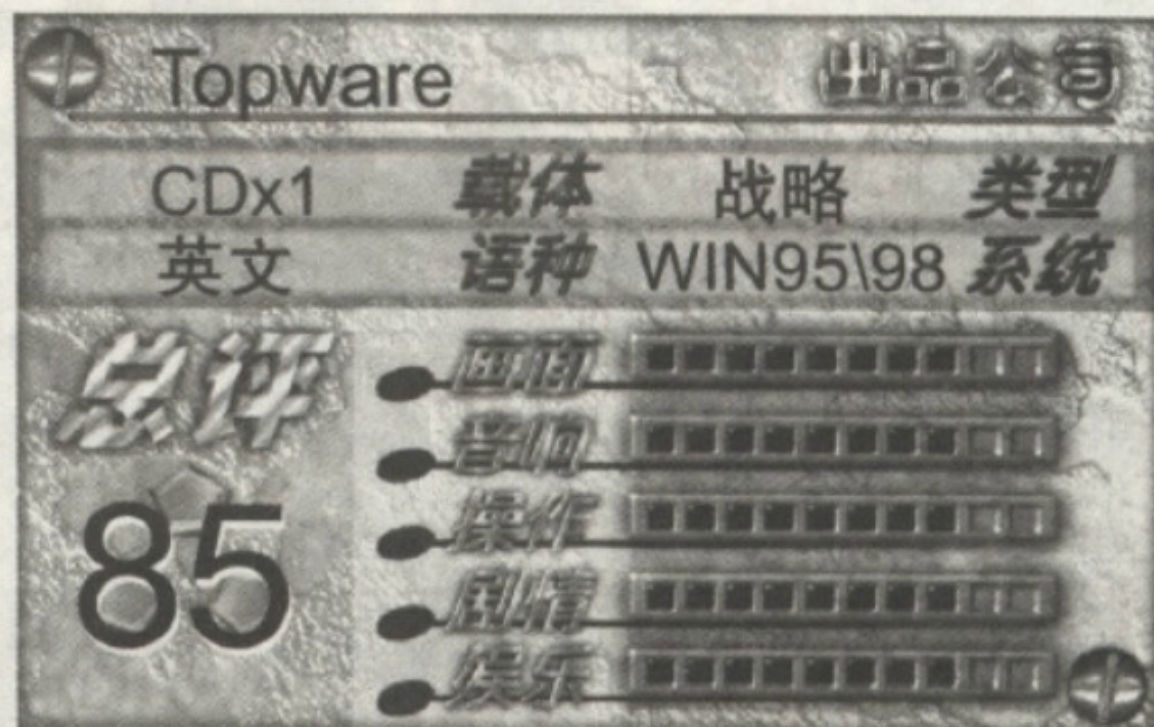 Topware 出品公司
CDx1 载体 战略 类型
英文 语种 WIN95\98 系统
总评
85
画面
音响
操作
剧情
娱乐